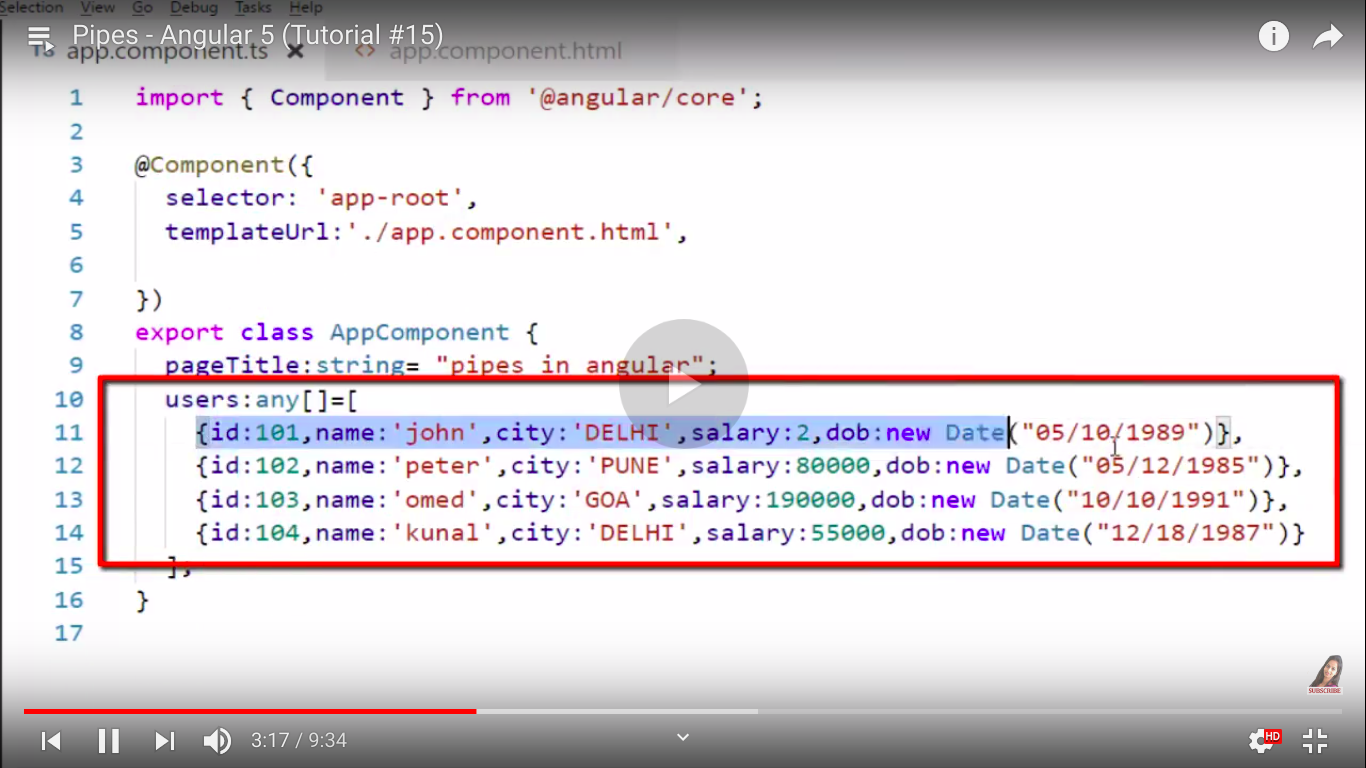 Selection View Go Debug Tasks Help
Pipes - Angular 5 (Tutorial #15)
TS app.component.ts × <> app.component.html
1 import { Component } from '@angular/core';
2
3 @Component({
4 selector: 'app-root',
5 templateUrl:'./app.component.html',
6
7 })
8 export class AppComponent {
9 pageTitle:string= "pipes in angular";
10 users:any[]=[
11 {id:101,name:'john',city:'DELHI',salary:2,dob:new Date("05/10/1989")},
12 {id:102,name:'peter',city:'PUNE',salary:80000,dob:new Date("05/12/1985")},
13 {id:103,name:'omed',city:'GOA',salary:190000,dob:new Date("10/10/1991")},
14 {id:104,name:'kunal',city:'DELHI',salary:55000,dob:new Date("12/18/1987")}
15 ];
16 }
17
SUBSCRIBE
3:17 / 9:34
HD